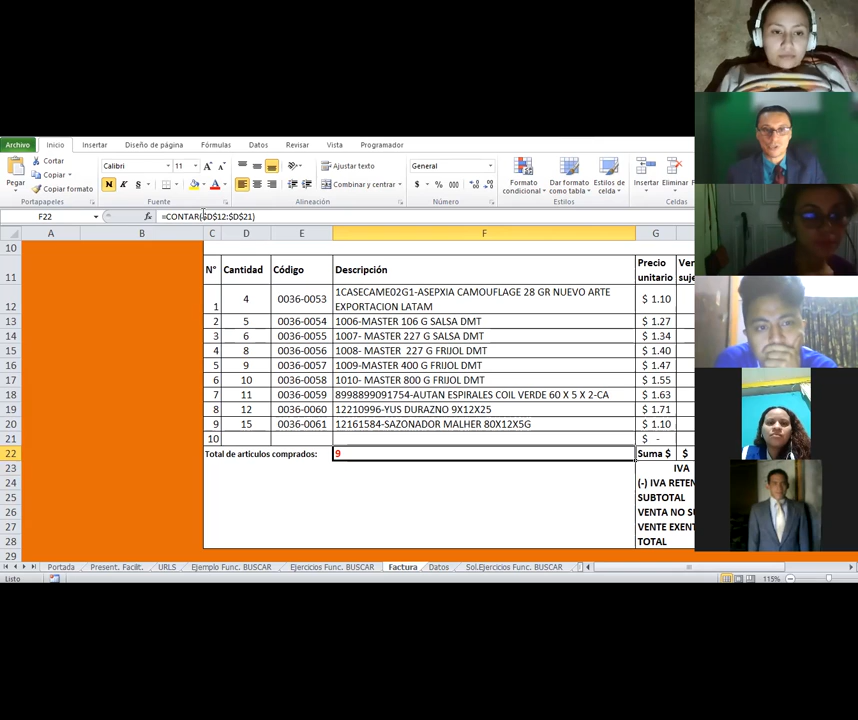 Archivo Inicio Insertar Diseño de página Fórmulas Datos Revisar Vista Programador
Cortar
Copiar
Copiar formato
Pegar
Calibri 11
N K S
Ajustar texto
Combinar y centrar
General
$ % 000
Formato condicional
Dar formato como tabla
Estilos de celda
Insertar Eliminar
Portapapeles Fuente Alineación Número Estilos
F22 fx =CONTAR($D$12:$D$21)
A B C D E F G
10
11 N° Cantidad Código Descripción Precio unitario Ven suje
12 1 4 0036-0053 1CASECAME02G1-ASEPXIA CAMOUFLAGE 28 GR NUEVO ARTE EXPORTACION LATAM $ 1.10
13 2 5 0036-0054 1006-MASTER 106 G SALSA DMT $ 1.27
14 3 6 0036-0055 1007- MASTER 227 G SALSA DMT $ 1.34
15 4 8 0036-0056 1008- MASTER 227 G FRIJOL DMT $ 1.40
16 5 9 0036-0057 1009-MASTER 400 G FRIJOL DMT $ 1.47
17 6 10 0036-0058 1010- MASTER 800 G FRIJOL DMT $ 1.55
18 7 11 0036-0059 8998899091754-AUTAN ESPIRALES COIL VERDE 60 X 5 X 2-CA $ 1.63
19 8 12 0036-0060 12210996-YUS DURAZNO 9X12X25 $ 1.71
20 9 15 0036-0061 12161584-SAZONADOR MALHER 80X12X5G $ 1.10
21 10 $ -
22 Total de articulos comprados: 9 Suma $ $
23 IVA
24 (-) IVA RETEN
25 SUBTOTAL
26 VENTA NO SU
27 VENTE EXENT
28 TOTAL
29
Portada Present. Facilit. URLS Ejemplo Func. BUSCAR Ejercicios Func. BUSCAR Factura Datos Sol.Ejercicios Func. BUSCAR
Listo 115%